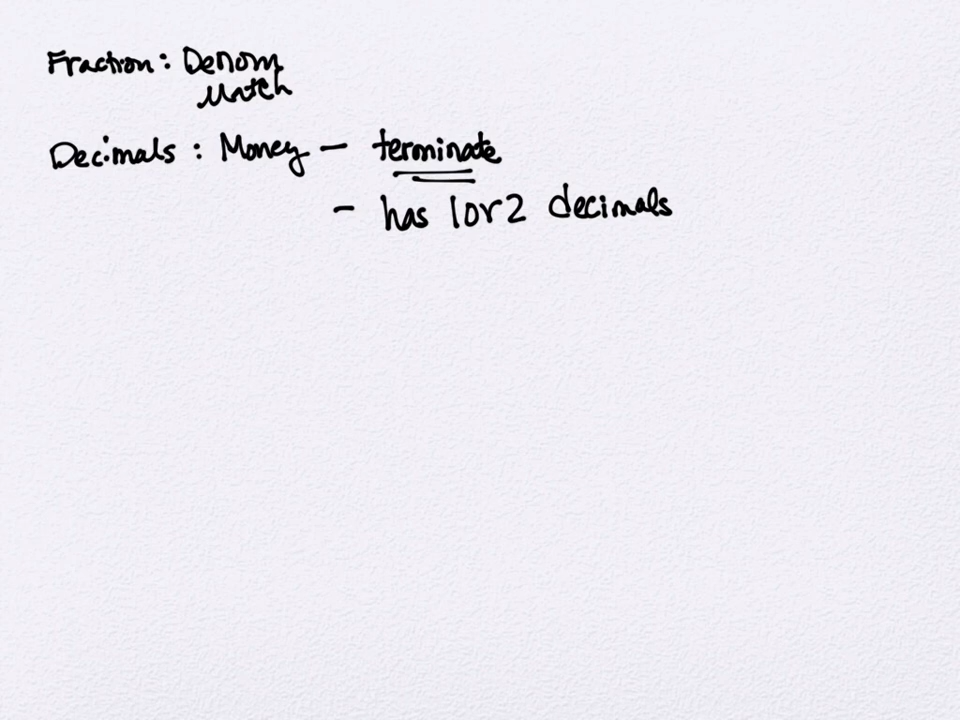 Fraction: Denom
Match
Decimals: Money - terminate
- has 1 or 2 decimals